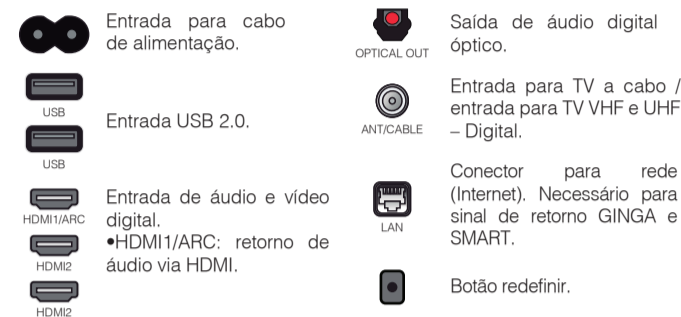 Entrada para cabo
de alimentação.
USB
USB
Entrada USB 2.0.
HDMI1/ARC
HDMI2
HDMI2
Entrada de áudio e vídeo
digital.
•HDMI1/ARC: retorno de
áudio via HDMI.
OPTICAL OUT
Saída de áudio digital
óptico.
ANT/CABLE
Entrada para TV a cabo /
entrada para TV VHF e UHF
– Digital.
LAN
Conector para rede
(Internet). Necessário para
sinal de retorno GINGA e
SMART.
Botão redefinir.